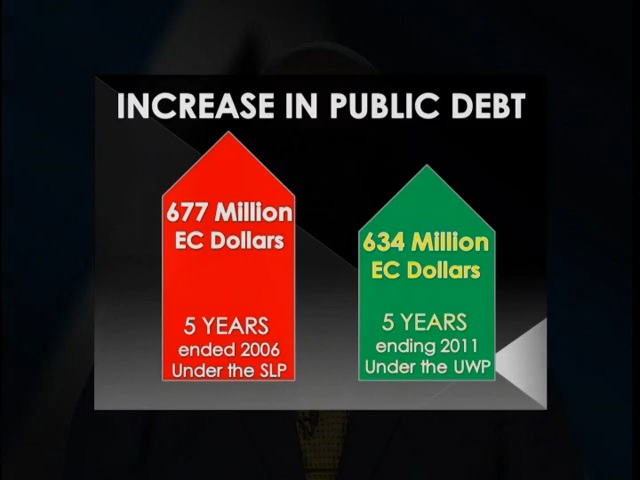 INCREASE IN PUBLIC DEBT
677 Million
EC Dollars
5 YEARS
ended 2006
Under the SLP
634 Million
EC Dollars
5 YEARS
ending 2011
Under the UWP